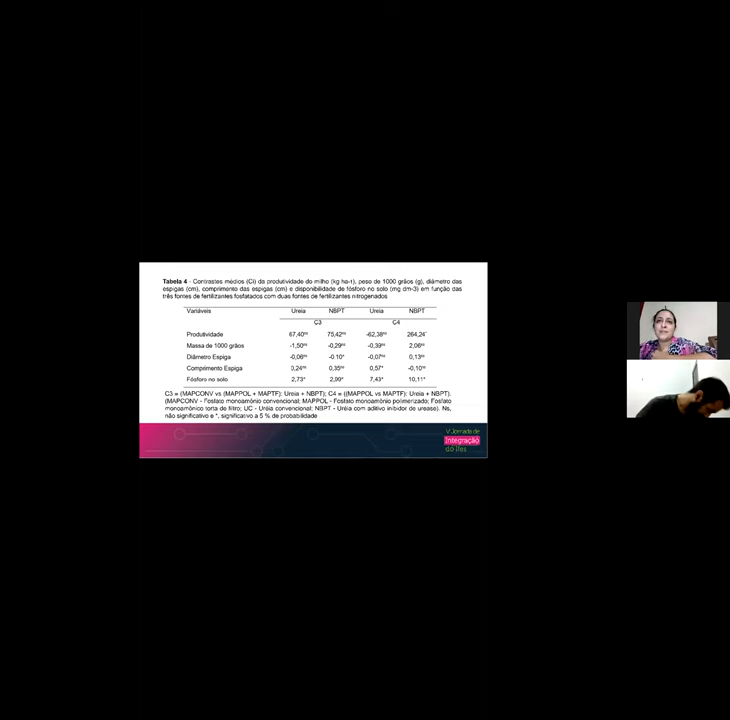 Tabela 4 - Contrastes médios (Ci) da produtividade do milho (kg ha-1), peso de 1000 grãos (g), diâmetro das
espigas (cm), comprimento das espigas (cm) e disponibilidade de fósforo no solo (mg dm-3) em função das
três fontes de fertilizantes fosfatados com duas fontes de fertilizantes nitrogenados
Variáveis Ureia NBPT Ureia NBPT
C3 C4
Produtividade 67,40ns 75,42ns -62,38ns 264,24*
Massa de 1000 grãos -1,50ns -0,29ns -0,39ns 2,06ns
Diâmetro Espiga -0,06ns -0.10* -0,07ns 0,13ns
Comprimento Espiga 0,24ns 0,35ns 0,57* -0,10ns
Fósforo no solo 2,73* 2,99* 7,43* 10,11*
C3 = (MAPCONV vs (MAPPOL + MAPTF): Ureia + NBPT); C4 = ((MAPPOL vs MAPTF): Ureia + NBPT).
(MAPCONV - Fosfato monoamônio convencional; MAPPOL - Fosfato monoamônio polimerizado; Fosfato
monoamônico torta de filtro; UC - Uréia convencional; NBPT - Uréia com aditivo inibidor de urease). Ns,
não significativo e *, significativo a 5 % de probabilidade
V Jornada de
Integração
do Ifes